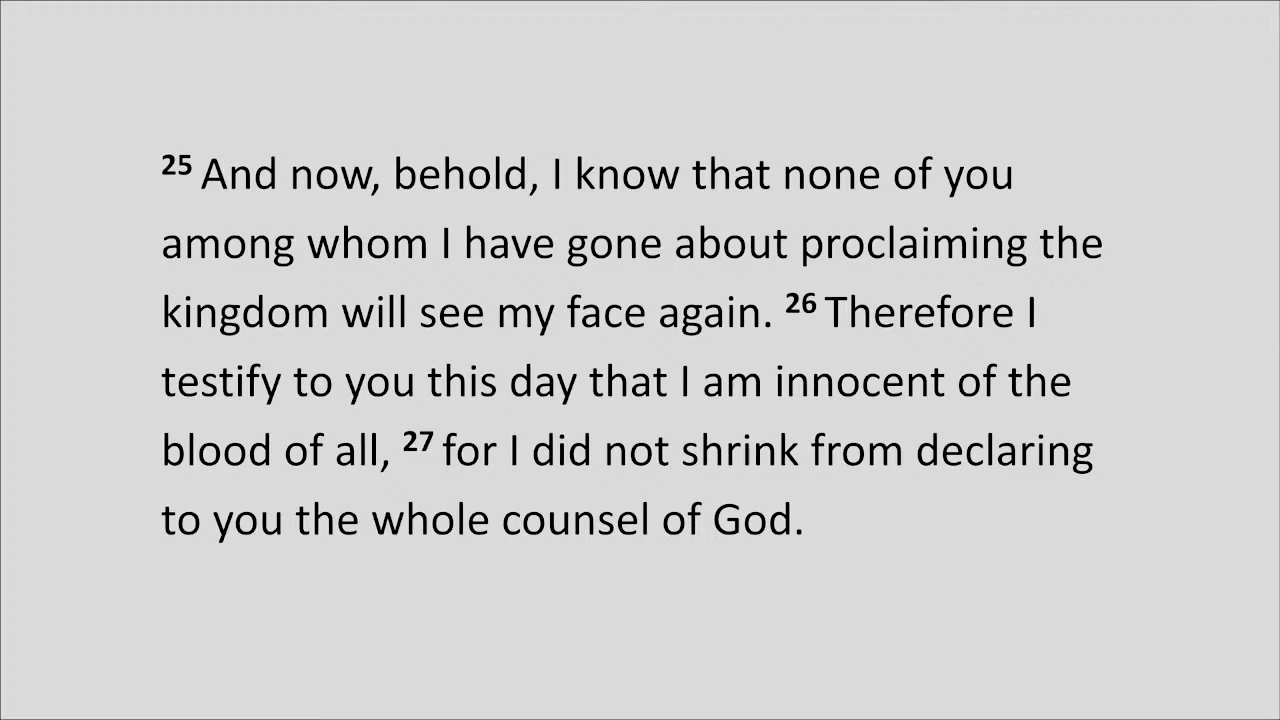 25 And now, behold, I know that none of you
among whom I have gone about proclaiming the
kingdom will see my face again. 26 Therefore I
testify to you this day that I am innocent of the
blood of all, 27 for I did not shrink from declaring
to you the whole counsel of God.